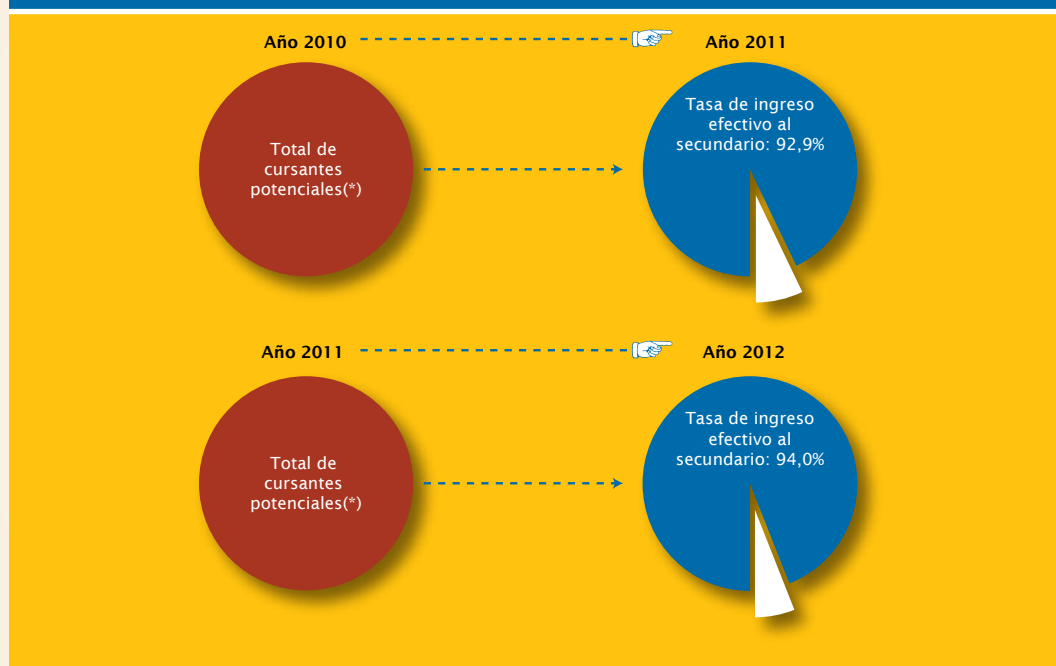 Año 2010
Año 2011
Total de
cursantes
potenciales(*)
Tasa de ingreso
efectivo al
secundario: 92,9%
Año 2011
Año 2012
Total de
cursantes
potenciales(*)
Tasa de ingreso
efectivo al
secundario: 94,0%